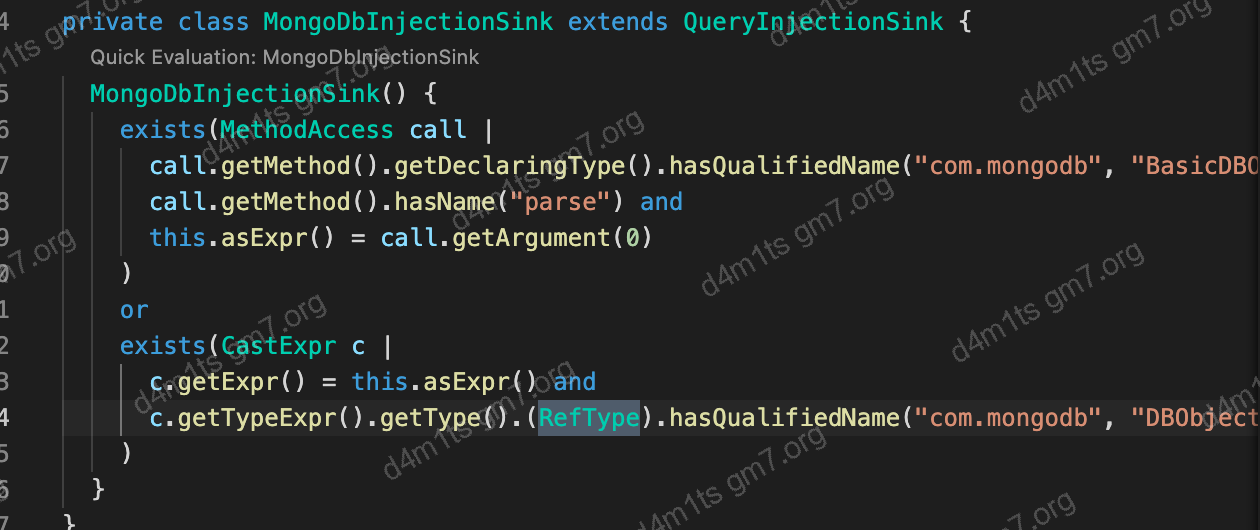 4 private class MongoDbInjectionSink extends QueryInjectionSink {
Quick Evaluation: MongoDbInjectionSink
5 MongoDbInjectionSink() {
6 exists(MethodAccess call |
7 call.getMethod().getDeclaringType().hasQualifiedName("com.mongodb", "BasicDBO
8 call.getMethod().hasName("parse") and
9 this.asExpr() = call.getArgument(0)
0 )
1 or
2 exists(CastExpr c |
3 c.getExpr() = this.asExpr() and
4 c.getTypeExpr().getType().(RefType).hasQualifiedName("com.mongodb", "DBObject
5 )
6 }
7 }
d4m1ts gm7.org
d4m1ts gm7.org
d4m1ts gm7.org
d4m1ts gm7.org
d4m1ts gm7.org
d4m1ts gm7.org
d4m1ts gm7.org
d4m1ts gm7.org
d4m1ts gm7.org